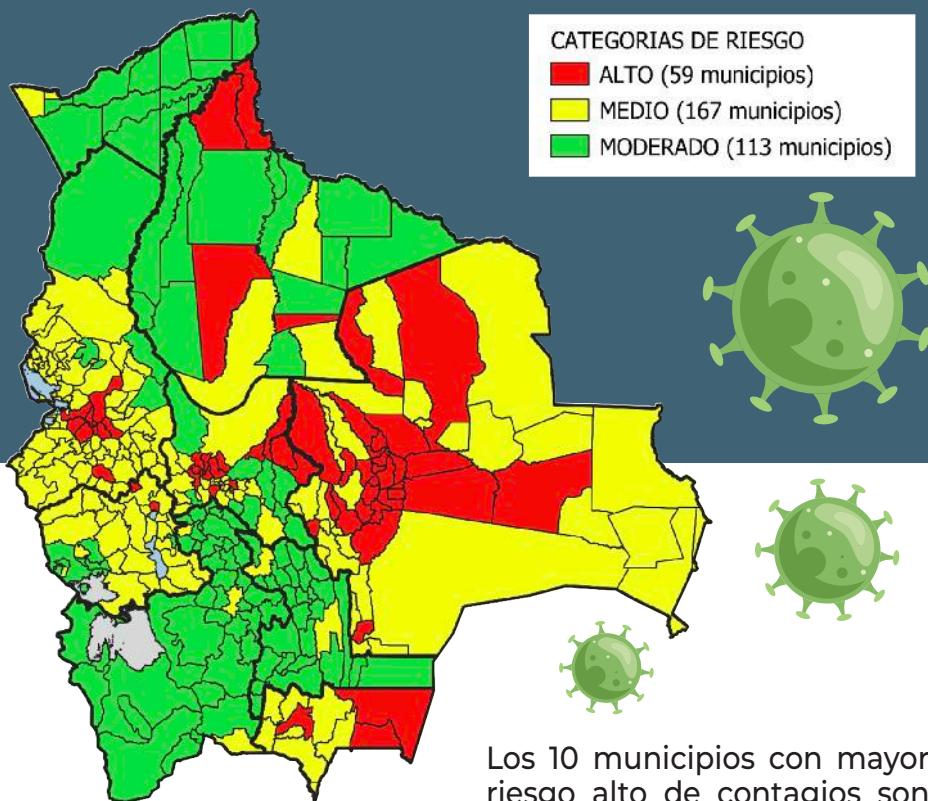 CATEGORIAS DE RIESGO
ALTO (59 municipios)
MEDIO (167 municipios)
MODERADO (113 municipios)
Los 10 municipios con mayor
riesgo alto de contagios son